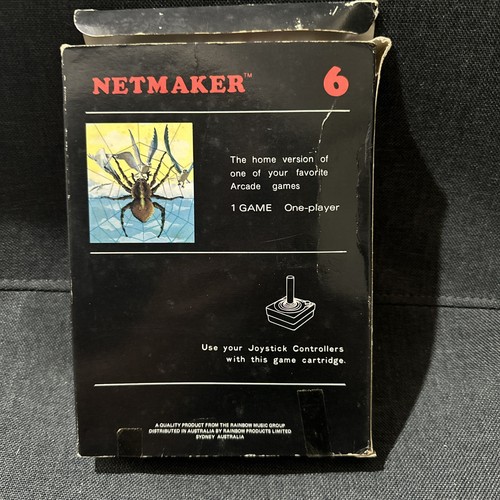 NETMAKER™ 6
The home version of
one of your favorite
Arcade games
1 GAME One-player
Use your Joystick Controllers
with this game cartridge.
A QUALITY PRODUCT FROM THE RAINBOW MUSIC GROUP
DISTRIBUTED IN AUSTRALIA BY RAINBOW PRODUCTS LIMITED
SYDNEY AUSTRALIA